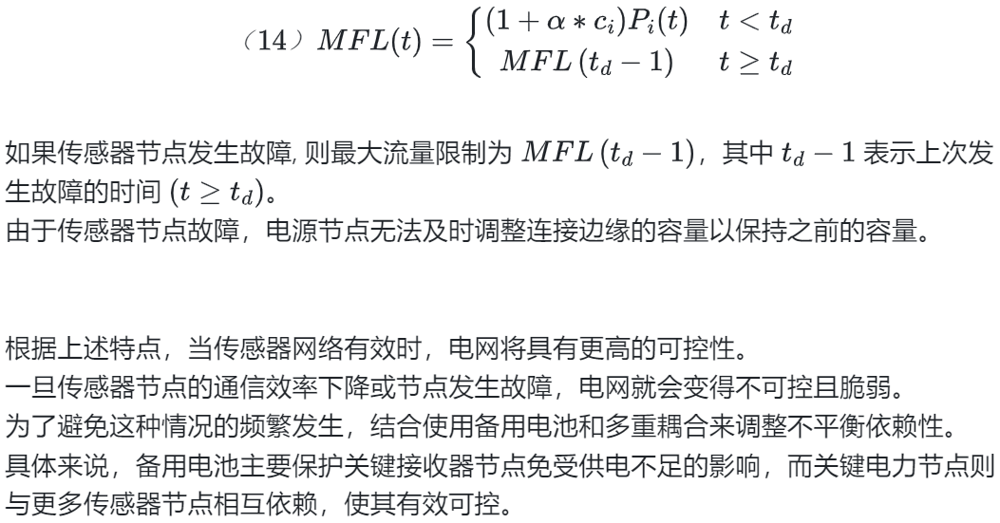 （14） MFL(t) = { (1 + α ∗ c_i)P_i(t)   t < t_d
MFL (t_d − 1)   t ≥ t_d
如果传感器节点发生故障, 则最大流量限制为 MFL (t_d − 1)，其中 t_d − 1 表示上次发
生故障的时间 (t ≥ t_d)。
由于传感器节点故障，电源节点无法及时调整连接边缘的容量以保持之前的容量。
根据上述特点，当传感器网络有效时，电网将具有更高的可控性。
一旦传感器节点的通信效率下降或节点发生故障，电网就会变得不可控且脆弱。
为了避免这种情况的频繁发生，结合使用备用电池和多重耦合来调整不平衡依赖性。
具体来说，备用电池主要保护关键接收器节点免受供电不足的影响，而关键电力节点则
与更多传感器节点相互依赖，使其有效可控。